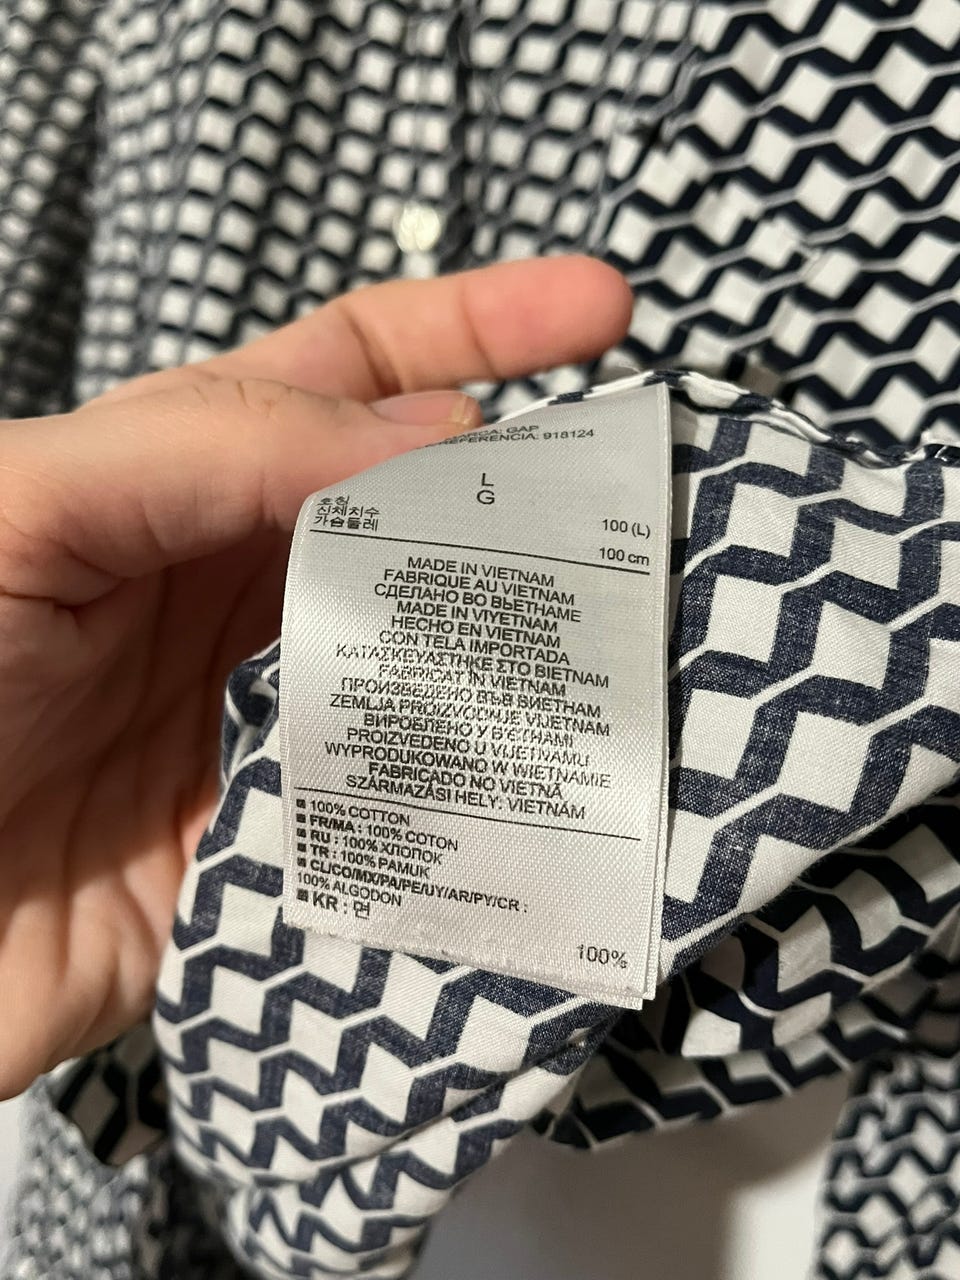 MARCA: GAP
REFERENCIA: 918124
L
G
호칭
신체치수 100 (L)
가슴둘레 100 cm
MADE IN VIETNAM
FABRIQUE AU VIETNAM
СДЕЛАНО ВО ВЬЕТНАМЕ
MADE IN VIYETNAM
HECHO EN VIETNAM
CON TELA IMPORTADA
ΚΑΤΑΣΚΕΥΑΣΤΗΚΕ ΣΤΟ ΒΙΕΤΝΑΜ
FABRICAT IN VIETNAM
ПРОИЗВЕДЕНО ВЪВ ВИЕТНАМ
ZEMLJA PROIZVODNJE VIJETNAM
ВИРОБЛЕНО У В'ЄТНАМІ
PROIZVEDENO U VIJETNAMU
WYPRODUKOWANO W WIETNAMIE
FABRICADO NO VIETNÃ
SZÁRMAZÁSI HELY: VIETNÁM
100% COTTON
FR/MA : 100% COTON
RU : 100% ХЛОПОК
TR : 100% PAMUK
CL/CO/MX/PA/PE/UY/AR/PY/CR :
100% ALGODON
KR : 면
100%